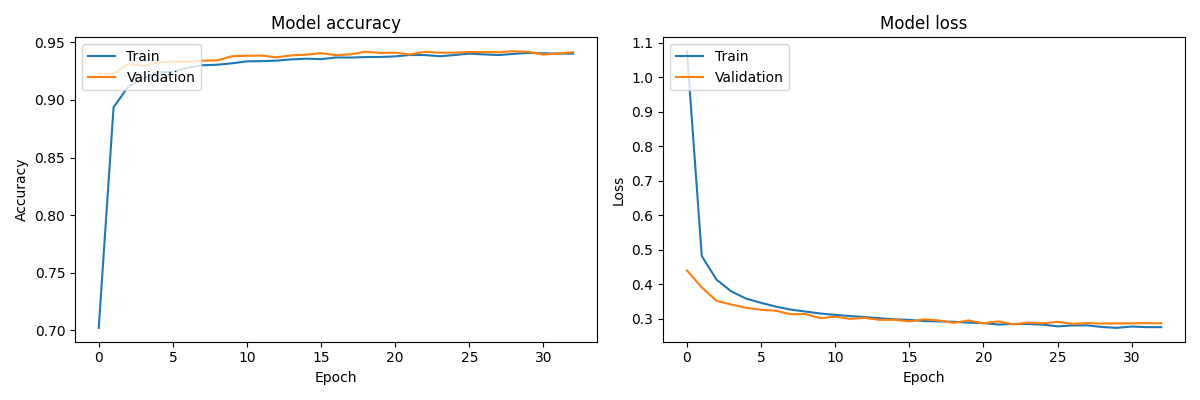 Model accuracy
Train
Validation
0.95
0.90
0.85
0.80
0.75
0.70
Accuracy
0 5 10 15 20 25 30
Epoch
Model loss
Train
Validation
1.1
1.0
0.9
0.8
0.7
0.6
0.5
0.4
0.3
Loss
0 5 10 15 20 25 30
Epoch